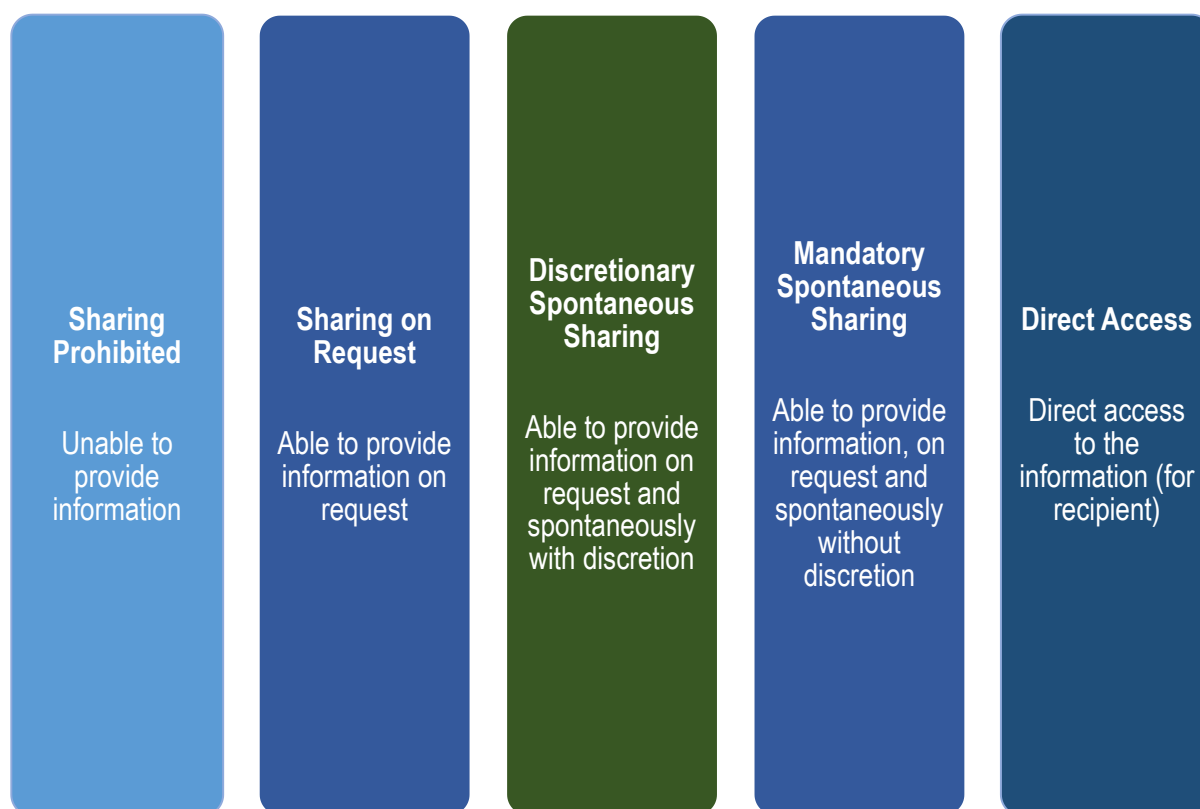 Sharing
Prohibited
Unable to
provide
information
Sharing on
Request
Able to provide
information on
request
Discretionary
Spontaneous
Sharing
Able to provide
information on
request and
spontaneously
with discretion
Mandatory
Spontaneous
Sharing
Able to provide
information, on
request and
spontaneously
without
discretion
Direct Access
Direct access
to the
information (for
recipient)